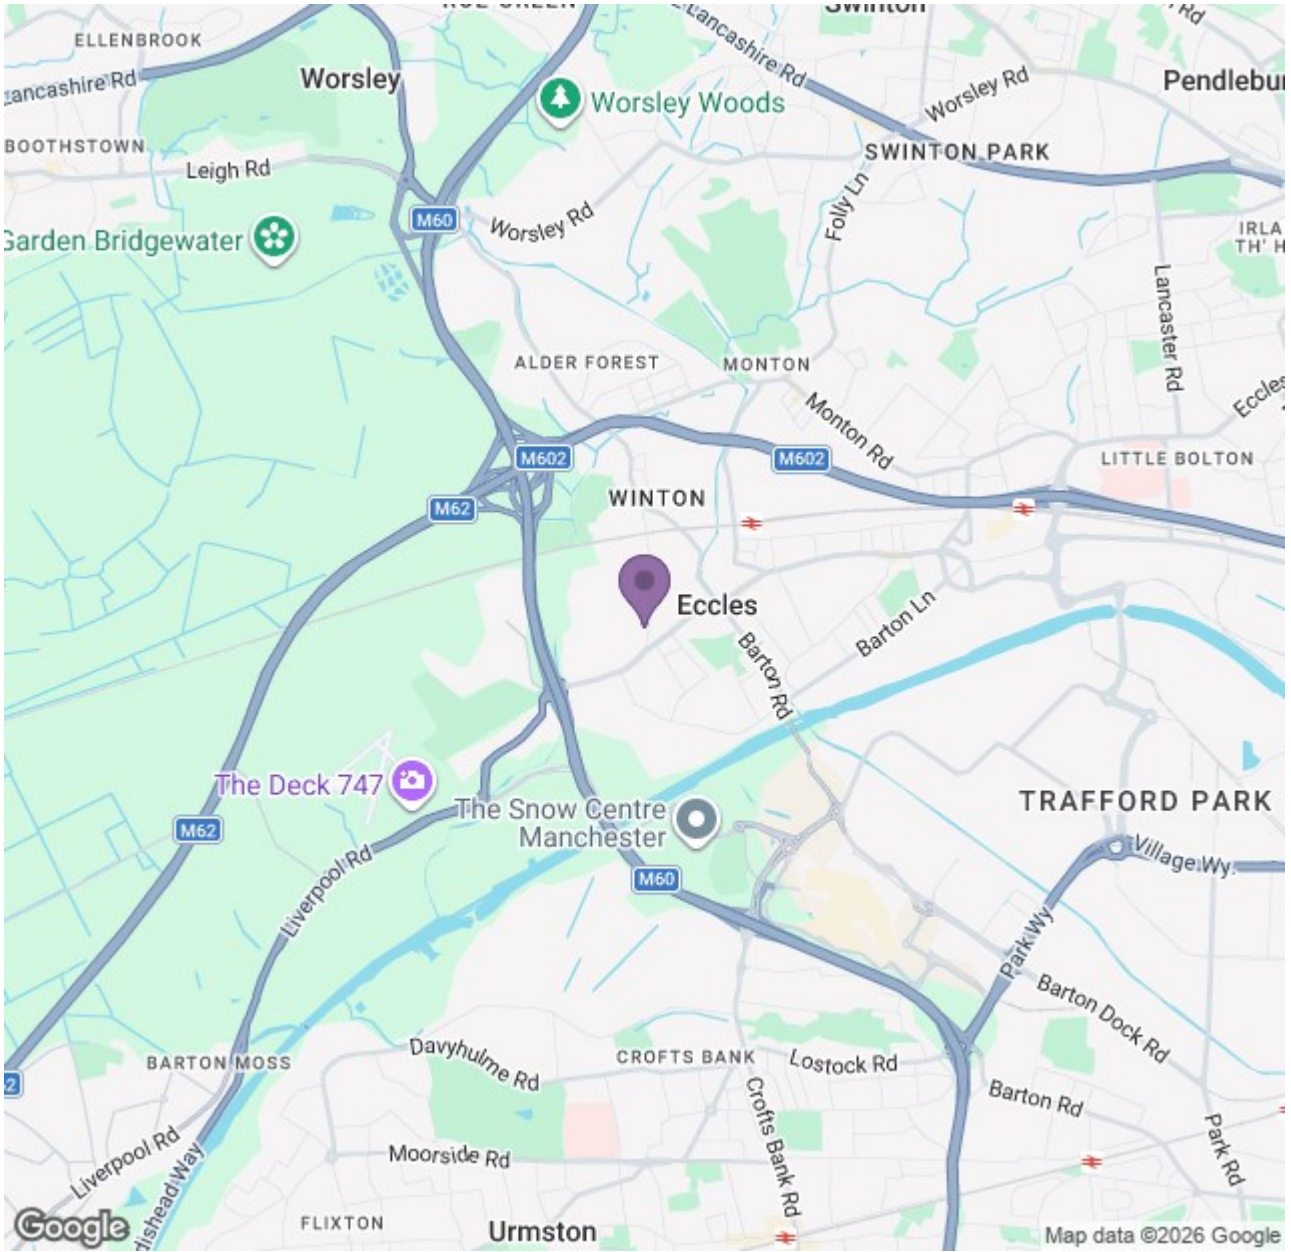 Swinton
ELLENBROOK
Worsley
Lancashire Rd
Worsley Woods
Lancashire Rd
Worsley Rd
BOOTHSTOWN
Leigh Rd
SWINTON PARK
M60
Worsley Rd
Folly Ln
Garden Bridgewater
Lancaster Rd
ALDER FOREST
MONTON
Monton Rd
Eccles
M602
M602
LITTLE BOLTON
M62
WINTON
Eccles
Barton Ln
Barton Rd
The Deck 747
The Snow Centre
Manchester
TRAFFORD PARK
M62
Village Wy
Liverpool Rd
M60
Park Wy
Barton Dock Rd
BARTON MOSS
Davyhulme Rd
CROFTS BANK
Lostock Rd
Barton Rd
Crofts Bank Rd
Park Rd
Liverpool Rd
Moorside Rd
FLIXTON
Urmston
Google
Map data ©2026 Google